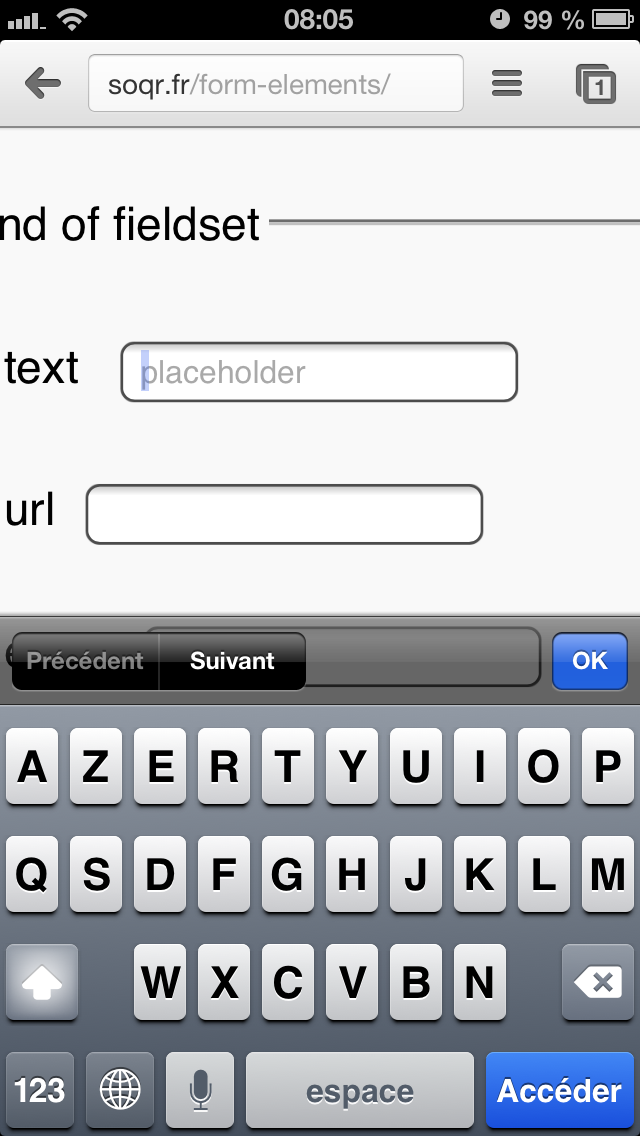 08:05
99 %
soqr.fr/form-elements/
1
nd of fieldset
text
placeholder
url
Précédent Suivant OK
A Z E R T Y U I O P
Q S D F G H J K L M
W X C V B N
123 espace Accéder